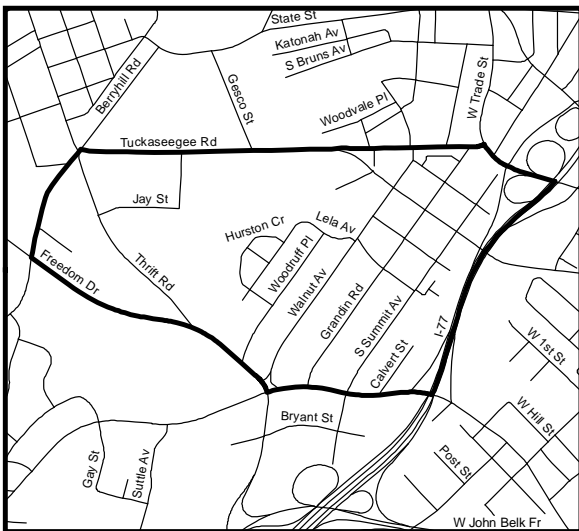 State St
Katonah Av
S Bruns Av
Berryhill Rd
Gesco St
W Trade St
Woodvale Pl
Tuckaseegee Rd
Jay St
Hurston Cr
Lela Av
Woodruff Pl
Freedom Dr
Thrift Rd
Walnut Av
Grandin Rd
S Summit Av
I-77
Calvert St
W 1st St
Bryant St
W Hill St
Gay St
Suttle Av
Post St
W John Belk Fr